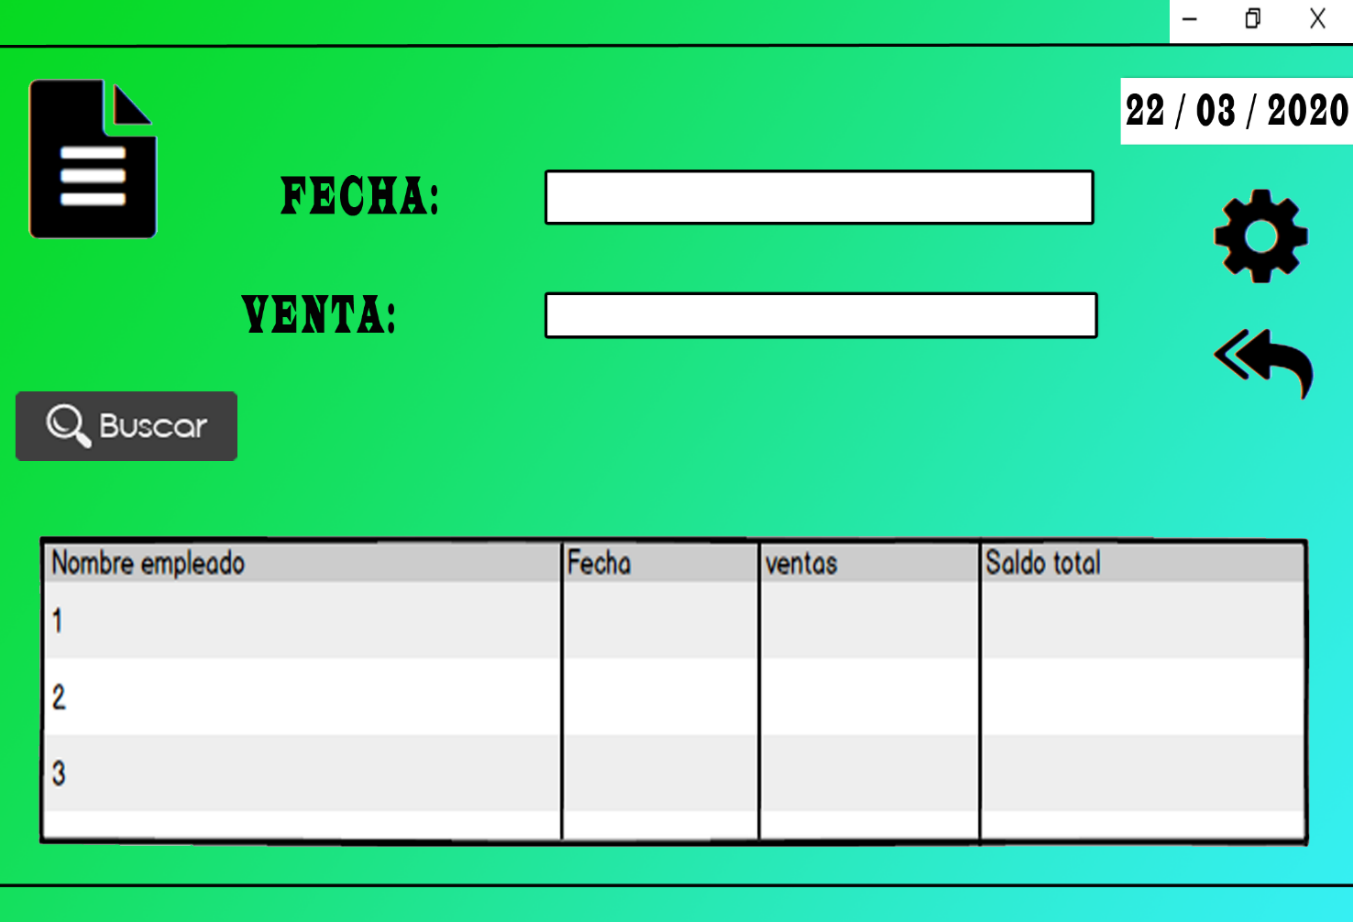 22 / 03 / 2020
FECHA:
VENTA:
Buscar
Nombre empleado Fecha ventas Saldo total
1
2
3